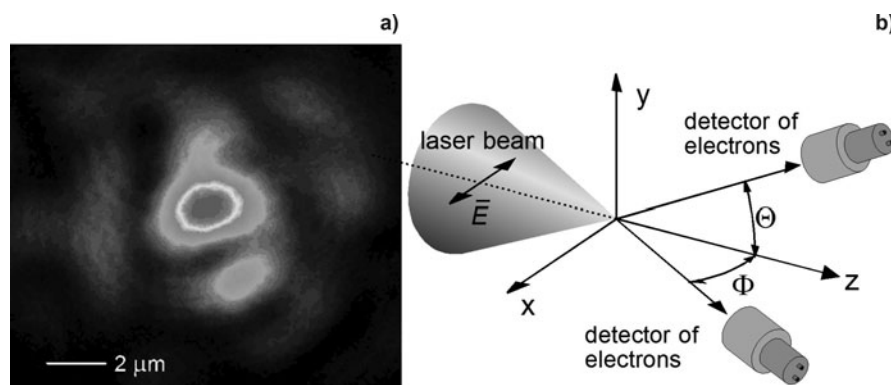 a)
2 μm
b)
y
laser beam
E
x
detector of
electrons
Θ
z
Φ
detector of
electrons